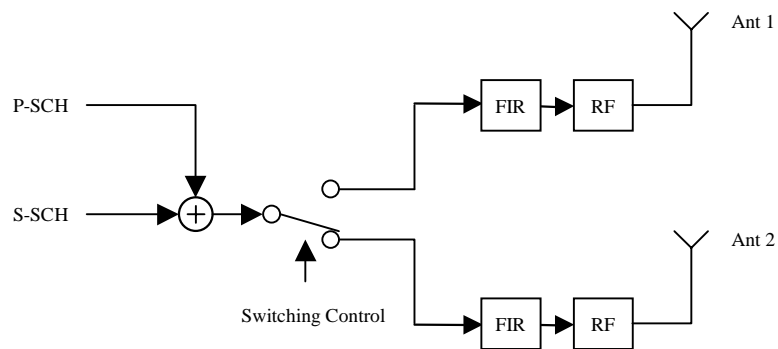 Ant 1
P-SCH
FIR
RF
S-SCH
Ant 2
Switching Control
FIR
RF